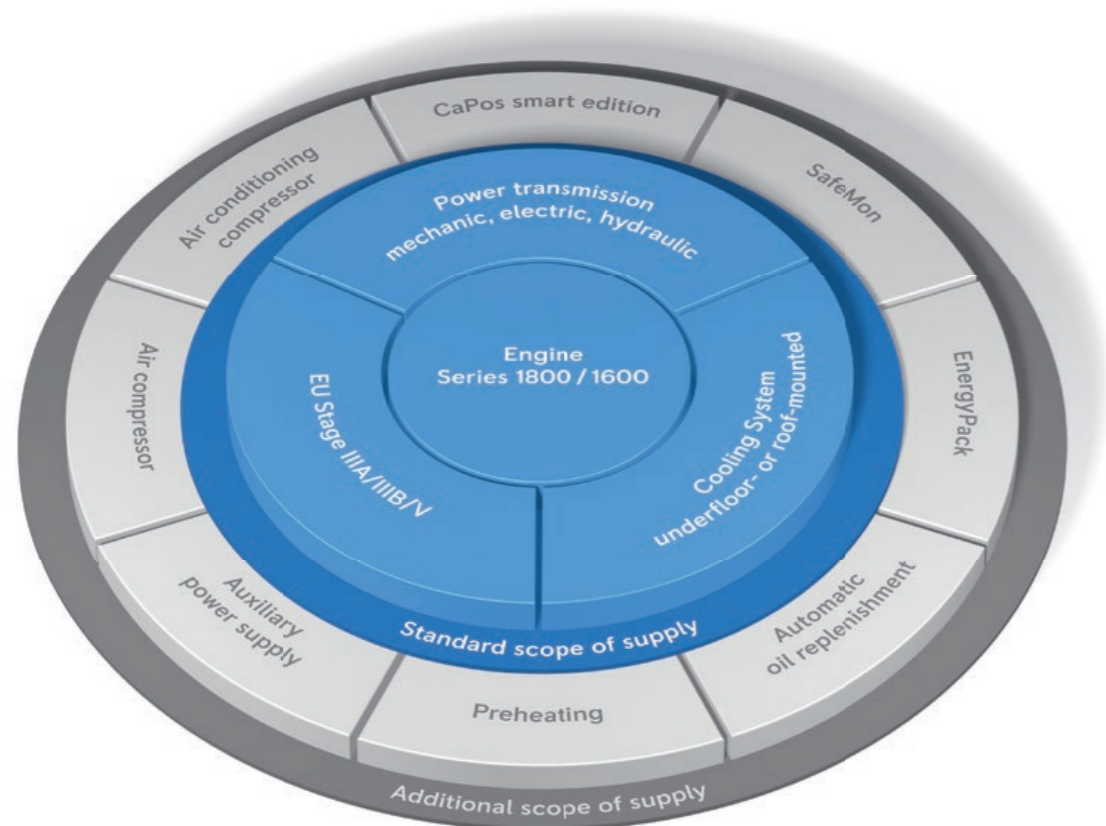 CaPos smart edition
SafeMon
EnergyPack
Automatic
oil replenishment
Preheating
Auxiliary
power supply
Air compressor
Air conditioning
compressor
Power transmission
mechanic, electric, hydraulic
Cooling System
underfloor- or roof-mounted
EU Stage IIIA/IIIB/V
Engine
Series 1800 / 1600
Standard scope of supply
Additional scope of supply